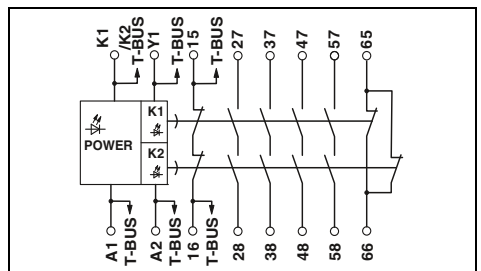 K1
/K2
T-BUS
Y1
T-BUS
15
T-BUS
27
37
47
57
65
POWER
K1
K2
A1
T-BUS
A2
T-BUS
16
T-BUS
28
38
48
58
66